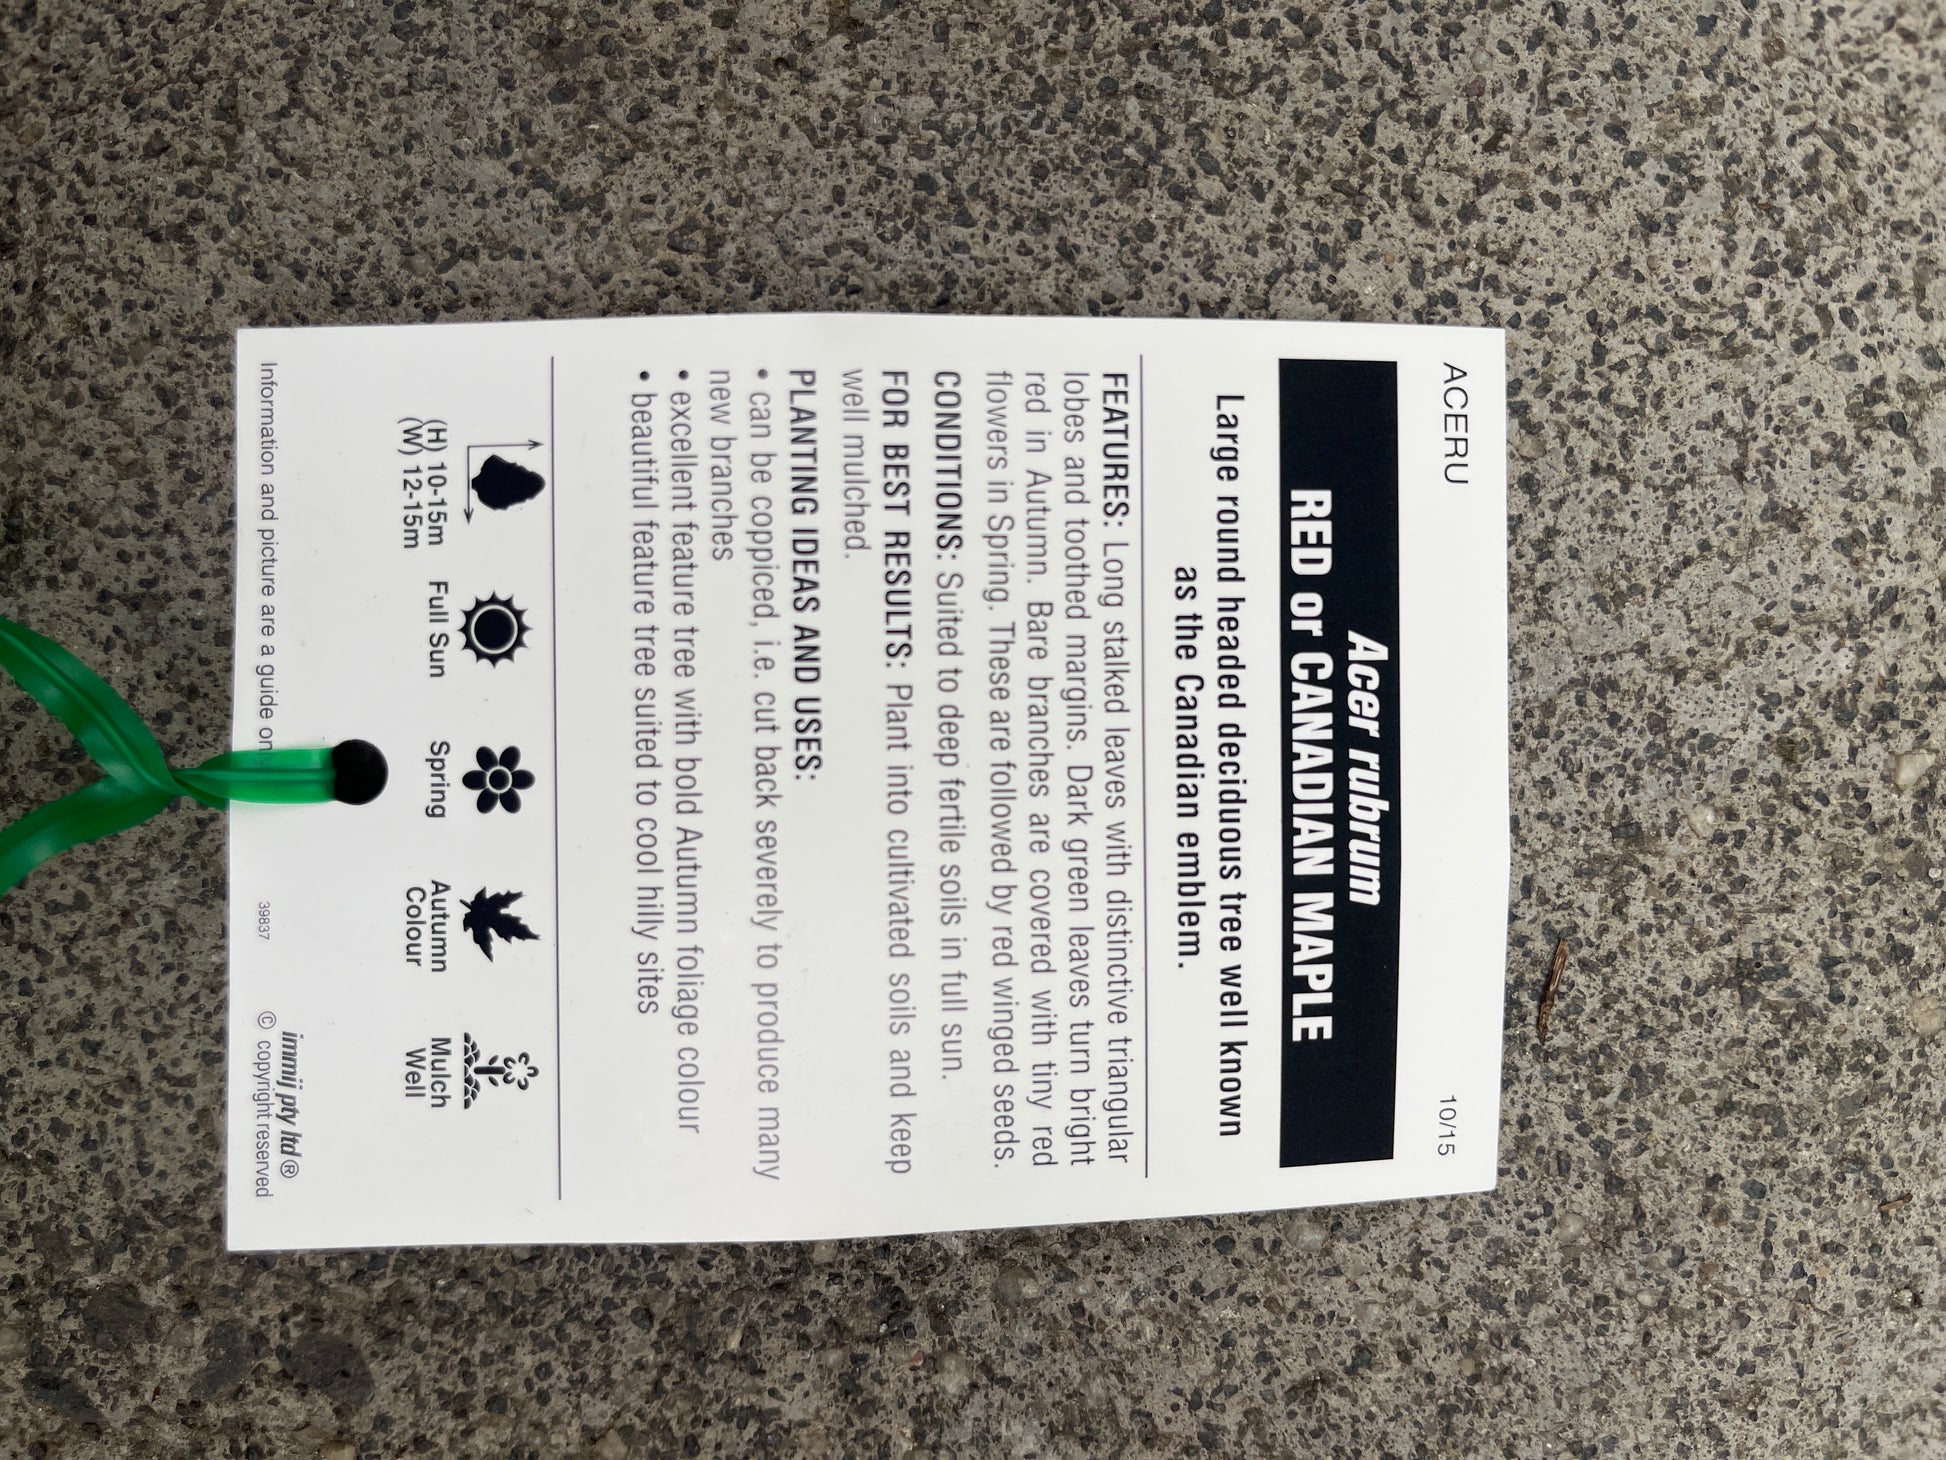 ACERU 10/15
Acer rubrum
RED or CANADIAN MAPLE
Large round headed deciduous tree well known
as the Canadian emblem.
FEATURES: Long stalked leaves with distinctive triangular
lobes and toothed margins. Dark green leaves turn bright
red in Autumn. Bare branches are covered with tiny red
flowers in Spring. These are followed by red winged seeds.
CONDITIONS: Suited to deep fertile soils in full sun.
FOR BEST RESULTS: Plant into cultivated soils and keep
well mulched.
PLANTING IDEAS AND USES:
• can be coppiced, i.e. cut back severely to produce many
new branches
• excellent feature tree with bold Autumn foliage colour
• beautiful feature tree suited to cool hilly sites
(H) 10-15m
(W) 12-15m
Full Sun
Spring
Autumn
Colour
Mulch
Well
immij pty ltd ®
Information and picture are a guide on 39837 © copyright reserved